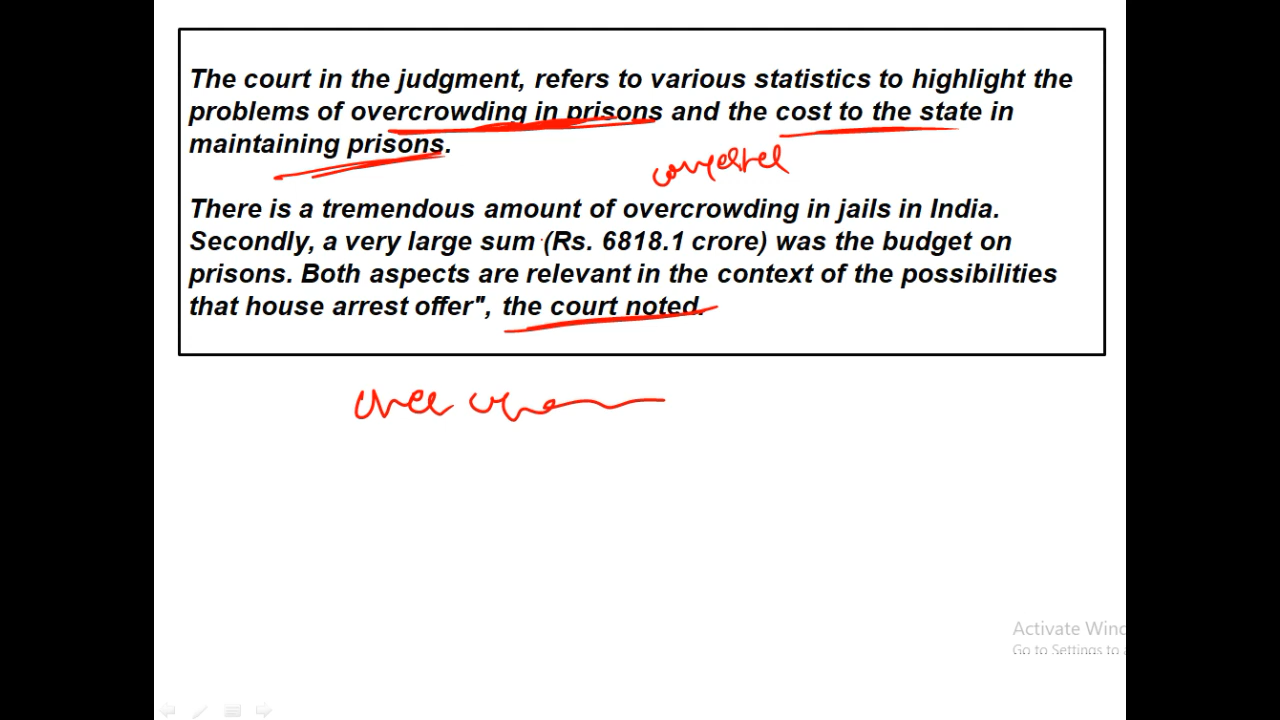 The court in the judgment, refers to various statistics to highlight the
problems of overcrowding in prisons and the cost to the state in
maintaining prisons.
There is a tremendous amount of overcrowding in jails in India.
Secondly, a very large sum (Rs. 6818.1 crore) was the budget on
prisons. Both aspects are relevant in the context of the possibilities
that house arrest offer", the court noted.
Activate Wind
Go to Settings to a